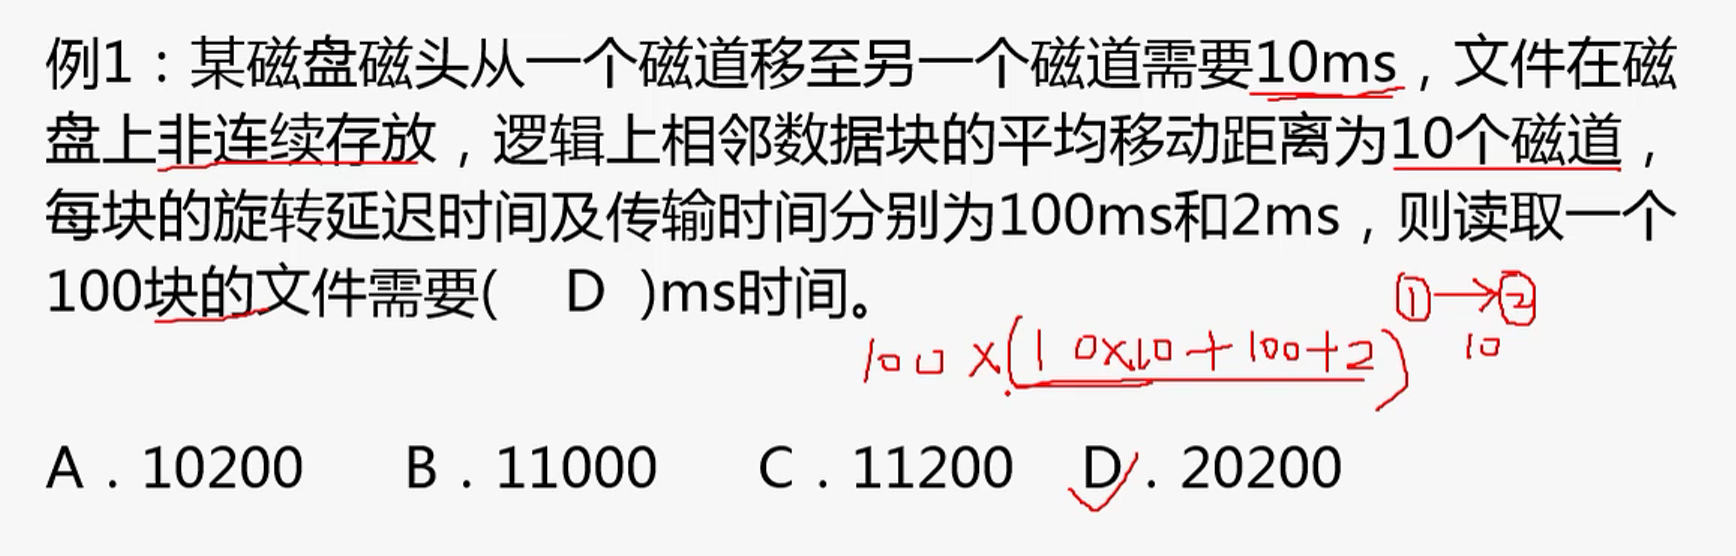 例1：某磁盘磁头从一个磁道移至另一个磁道需要10ms，文件在磁
盘上非连续存放，逻辑上相邻数据块的平均移动距离为10个磁道，
每块的旋转延迟时间及传输时间分别为100ms和2ms，则读取一个
100块的文件需要( D )ms时间。
①→②
10
100×(10×10+100+2)
A．10200 B．11000 C．11200 D．20200